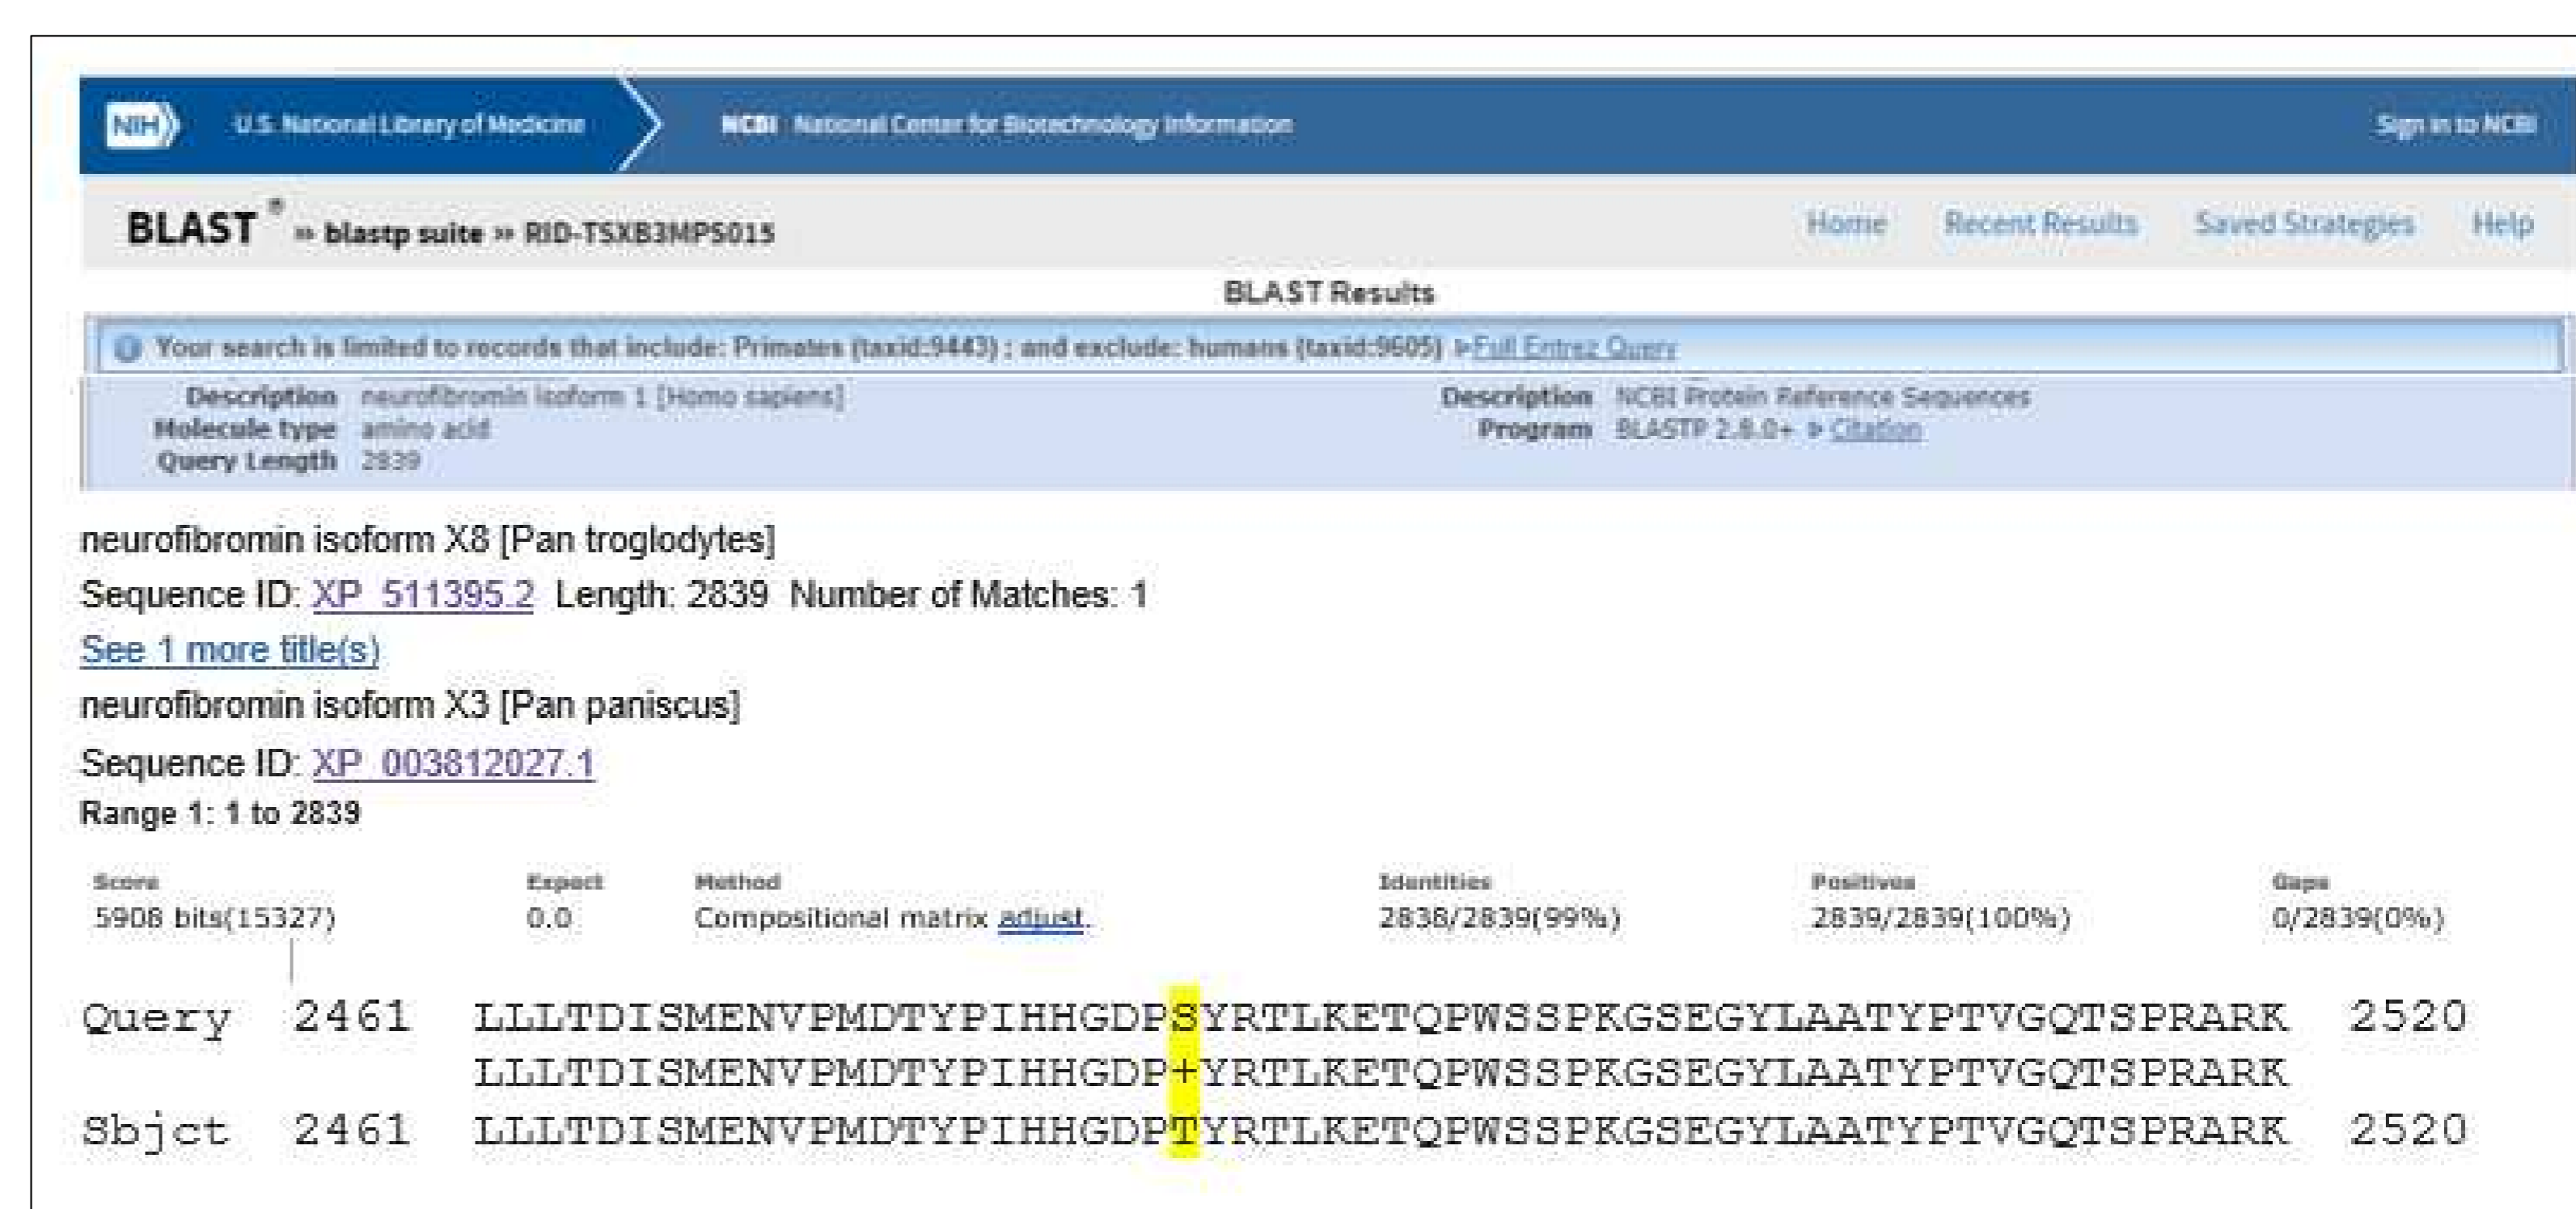 NIH U.S. National Library of Medicine NCBI National Center for Biotechnology Information Sign in to NCBI
BLAST ® » blastp suite » RID-TSXB3MPS015 Home Recent Results Saved Strategies Help
BLAST Results
Your search is limited to records that include: Primates (taxid:9443) ; and exclude: humans (taxid:9605) Full Entrez Query
Description neurofibromin isoform 1 [Homo sapiens] Description NCBI Protein Reference Sequences
Molecule type amino acid Program BLASTP 2.8.0+ Citation
Query Length 2839
neurofibromin isoform X8 [Pan troglodytes]
Sequence ID: XP_511395.2 Length: 2839 Number of Matches: 1
See 1 more title(s)
neurofibromin isoform X3 [Pan paniscus]
Sequence ID: XP_003812027.1
Range 1: 1 to 2839
Score Expect Method Identities Positives Gaps
5908 bits(15327) 0.0 Compositional matrix adjust. 2838/2839(99%) 2839/2839(100%) 0/2839(0%)
Query 2461 LLLTDISMENVPMDTYPIHHGDPSYRTLKETQPWSSPKGSEGYLAATYPTVGQTSPRARK 2520
LLLTDISMENVPMDTYPIHHGDP+YRTLKETQPWSSPKGSEGYLAATYPTVGQTSPRARK
Sbjct 2461 LLLTDISMENVPMDTYPIHHGDPTYRTLKETQPWSSPKGSEGYLAATYPTVGQTSPRARK 2520